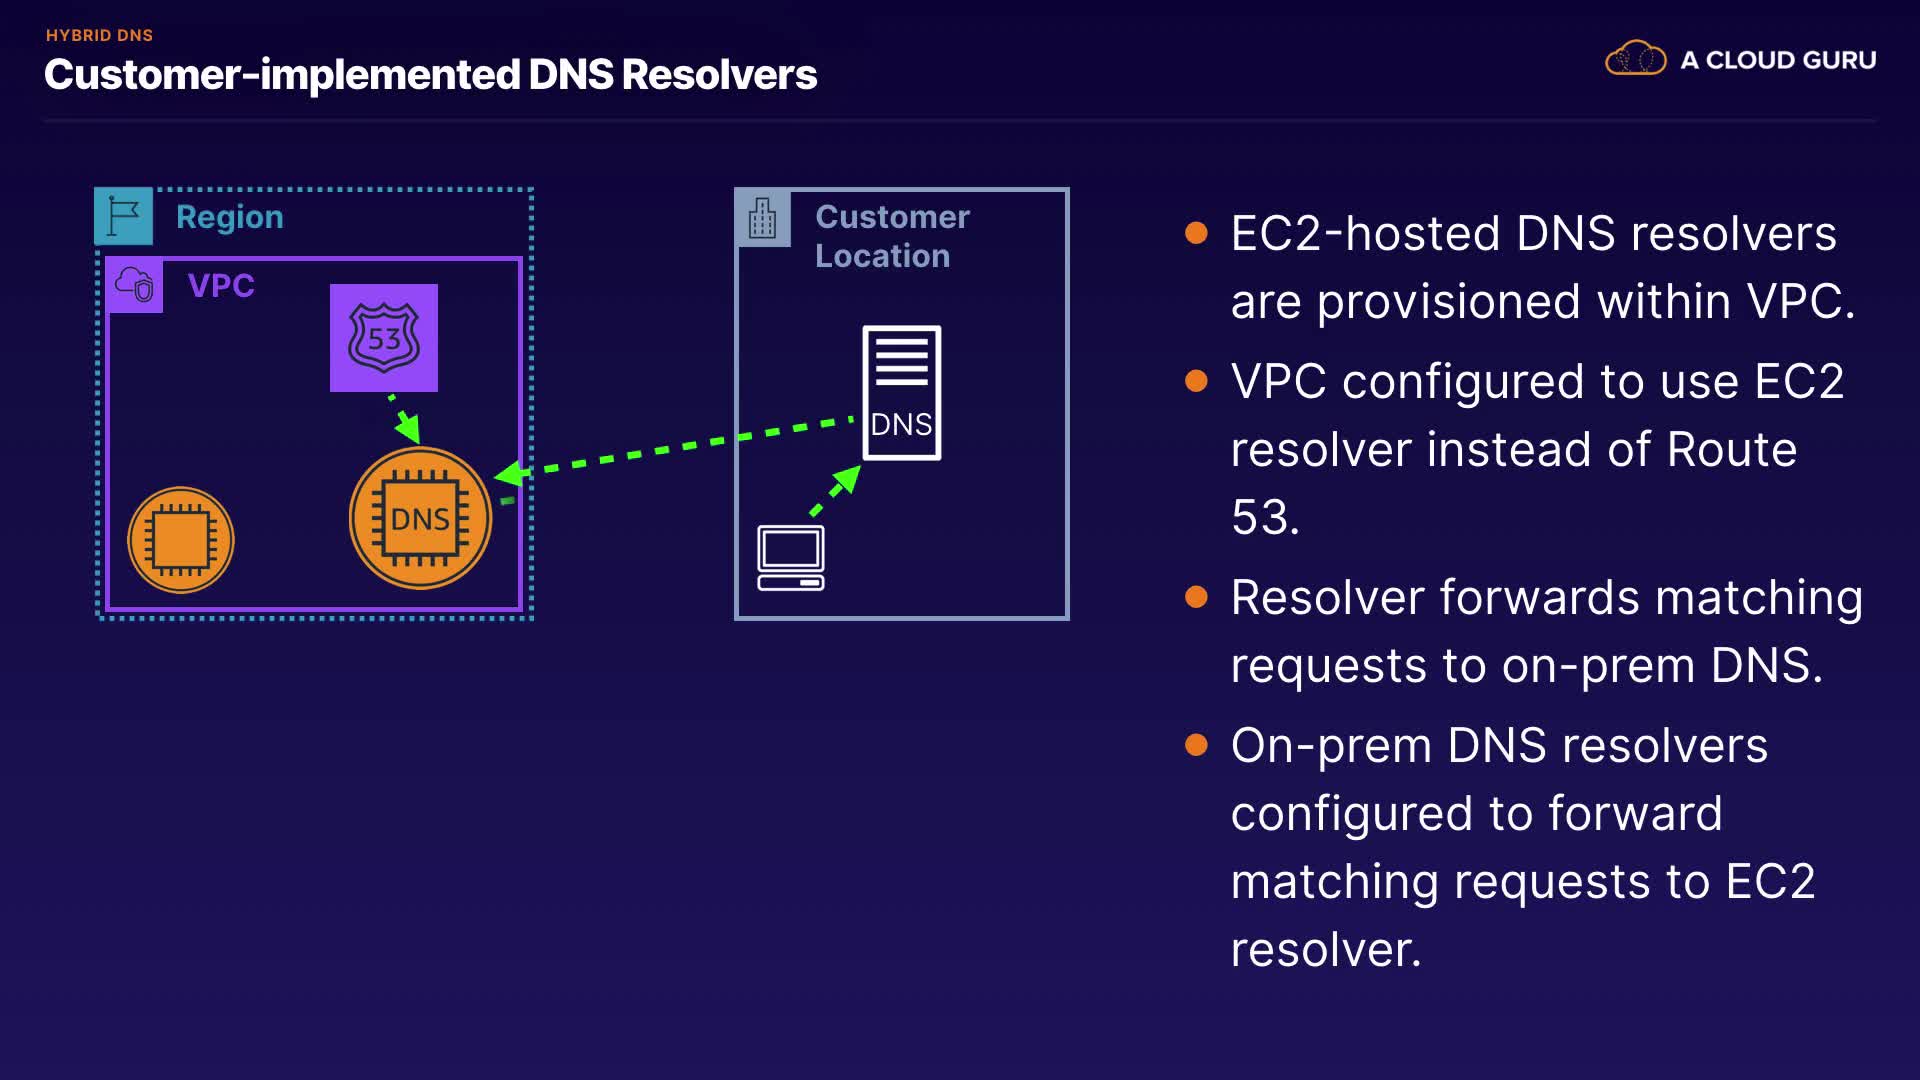 HYBRID DNS
Customer-implemented DNS Resolvers
A CLOUD GURU
Region
VPC
53
DNS
Customer
Location
DNS
EC2-hosted DNS resolvers
are provisioned within VPC.
VPC configured to use EC2
resolver instead of Route
53.
Resolver forwards matching
requests to on-prem DNS.
On-prem DNS resolvers
configured to forward
matching requests to EC2
resolver.